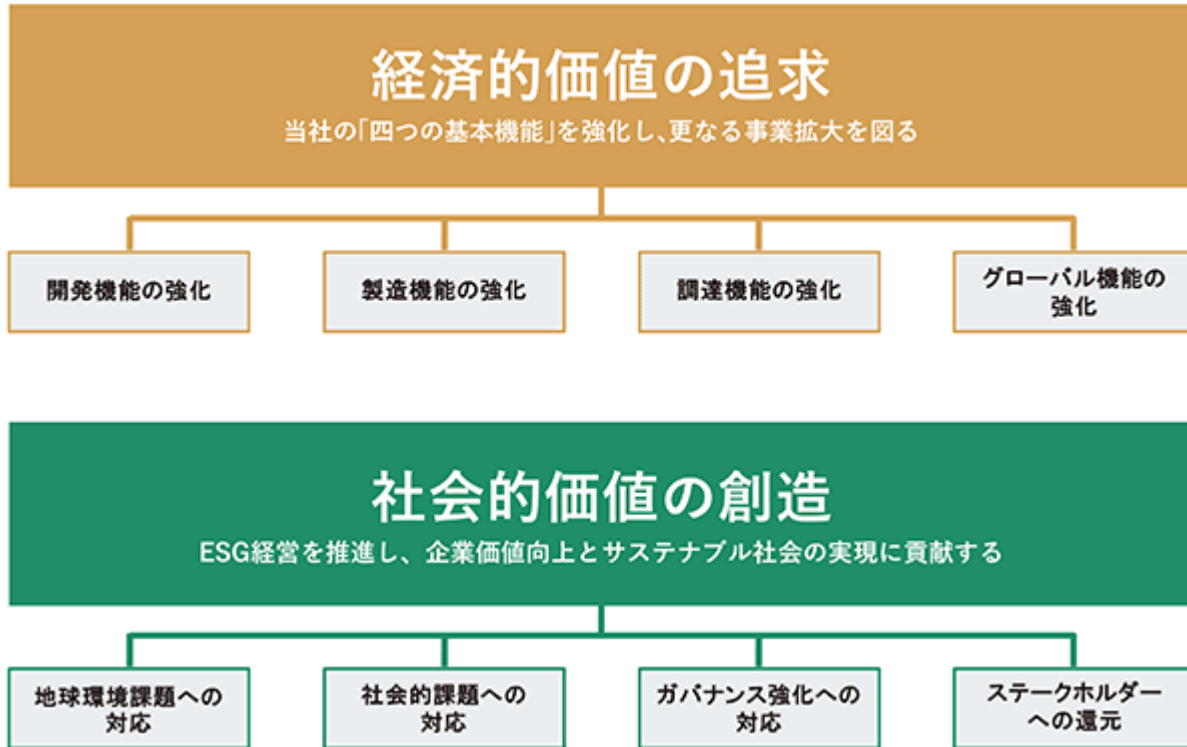 経済的価値の追求
当社の「四つの基本機能」を強化し、更なる事業拡大を図る
開発機能の強化
製造機能の強化
調達機能の強化
グローバル機能の
強化
社会的価値の創造
ESG経営を推進し、企業価値向上とサステナブル社会の実現に貢献する
地球環境課題への
対応
社会的課題への
対応
ガバナンス強化への
対応
ステークホルダー
への還元